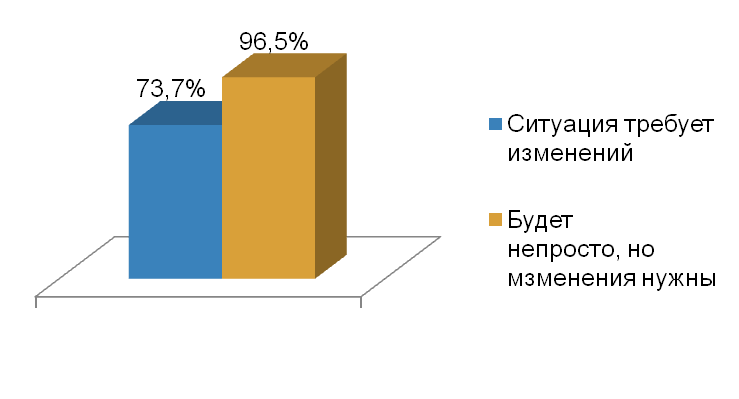 96,5%
73,7%
Ситуация требует
изменений
Будет
непросто, но
мзменения нужны